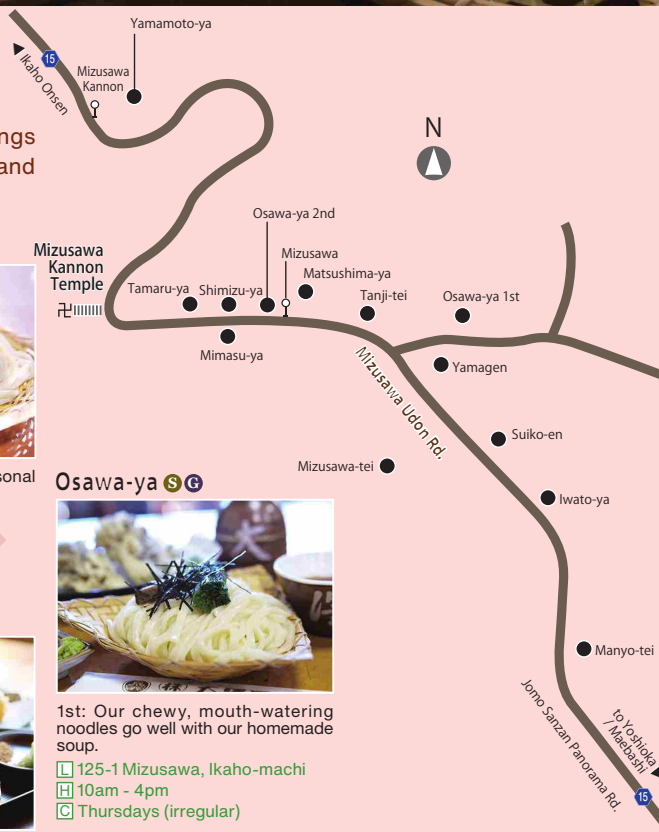 Yamamoto-ya
15
Mizusawa
Kannon
Ikaho Onsen
ngs
and
N
Osawa-ya 2nd
Mizusawa
Kannon
Temple
卍
Mizusawa
Matsushima-ya
Tamaru-ya
Shimizu-ya
Tanji-tei
Osawa-ya 1st
Mimasu-ya
Yamagen
Mizusawa Udon Rd.
Suiko-en
Mizusawa-tei
Iwato-ya
sonal
Osawa-ya S G
大
Manyo-tei
Jomo Sanzan Panorama Rd.
to Yoshioka
/ Maebashi
15
1st: Our chewy, mouth-watering
noodles go well with our homemade
soup.
L 125-1 Mizusawa, Ikaho-machi
H 10am - 4pm
C Thursdays (irregular)